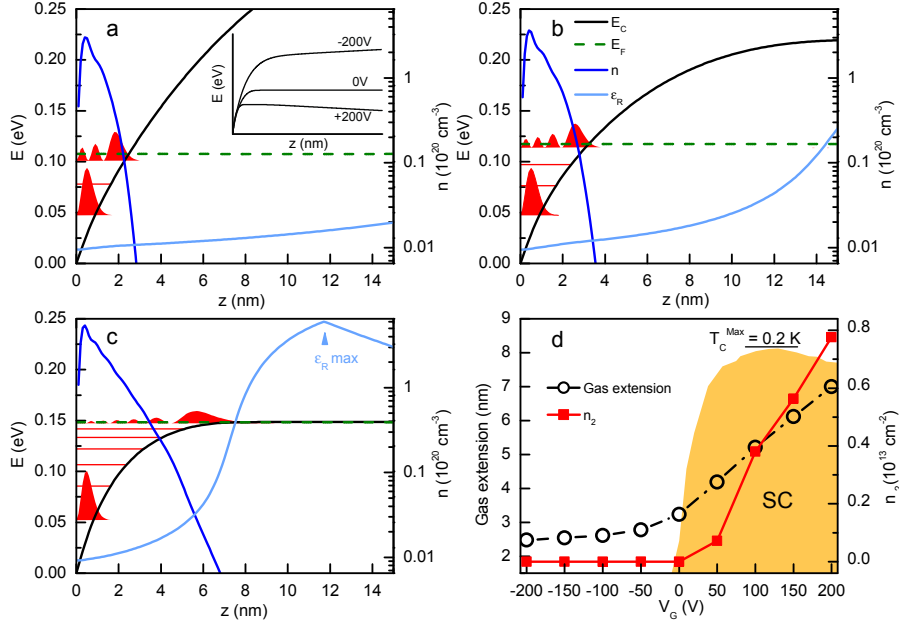 a
0.25
0.20
0.15
0.10
0.05
0.00
E (eV)
0 2 4 6 8 10 12 14
z (nm)
1
0.1
0.01
n (10^20 cm^-3)
E (eV)
z (nm)
-200V
0V
+200V
b
0.25
0.20
0.15
0.10
0.05
0.00
E (eV)
0 2 4 6 8 10 12 14
z (nm)
E_C
E_F
n
ε_R
1
0.1
0.01
n (10^20 cm^-3)
c
0.25
0.20
0.15
0.10
0.05
0.00
E (eV)
0 2 4 6 8 10 12 14
z (nm)
ε_R max
1
0.1
0.01
n (10^20 cm^-3)
d
9
8
7
6
5
4
3
2
Gas extension (nm)
T_C^Max = 0.2 K
Gas extension
n_2
SC
-200 -150 -100 -50 0 50 100 150 200
V_G (V)
0.8
0.6
0.4
0.2
0.0
n_2 (10^13 cm^-2)